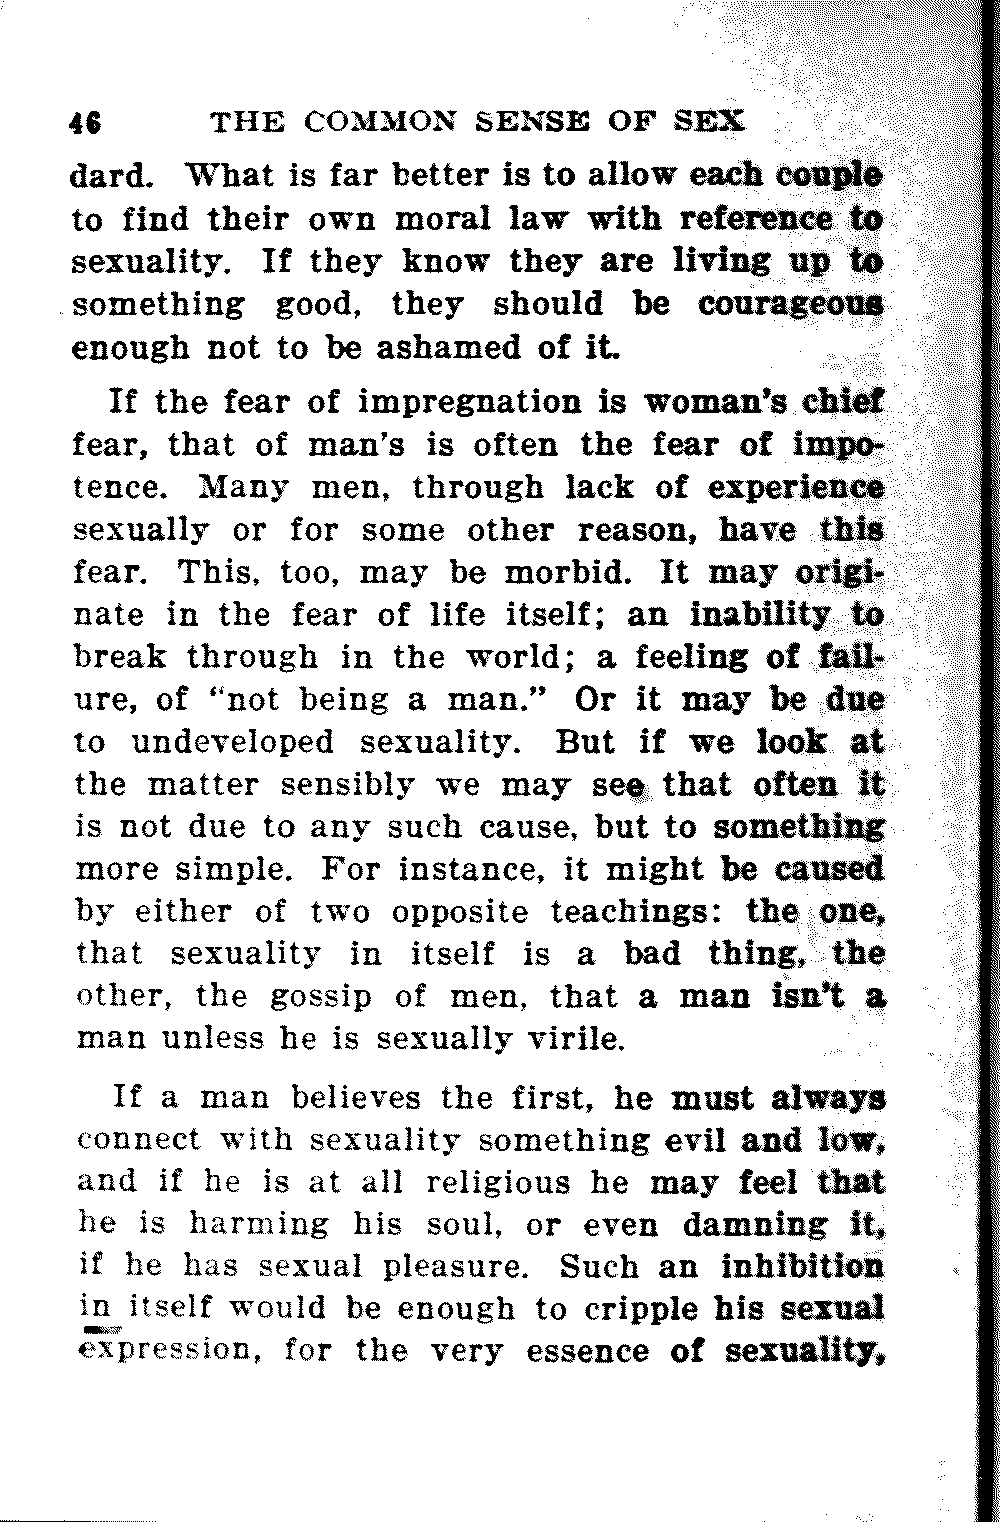 46 THE COMMON SENSE OF SEX
dard. What is far better is to allow each couple
to find their own moral law with reference to
sexuality. If they know they are living up to
something good, they should be courageous
enough not to be ashamed of it.
If the fear of impregnation is woman's chief
fear, that of man's is often the fear of impo-
tence. Many men, through lack of experience
sexually or for some other reason, have this
fear. This, too, may be morbid. It may origi-
nate in the fear of life itself; an inability to
break through in the world; a feeling of fail-
ure, of "not being a man." Or it may be due
to undeveloped sexuality. But if we look at
the matter sensibly we may see that often it
is not due to any such cause, but to something
more simple. For instance, it might be caused
by either of two opposite teachings: the one,
that sexuality in itself is a bad thing, the
other, the gossip of men, that a man isn't a
man unless he is sexually virile.
If a man believes the first, he must always
connect with sexuality something evil and low,
and if he is at all religious he may feel that
he is harming his soul, or even damning it,
if he has sexual pleasure. Such an inhibition
in itself would be enough to cripple his sexual
expression, for the very essence of sexuality,